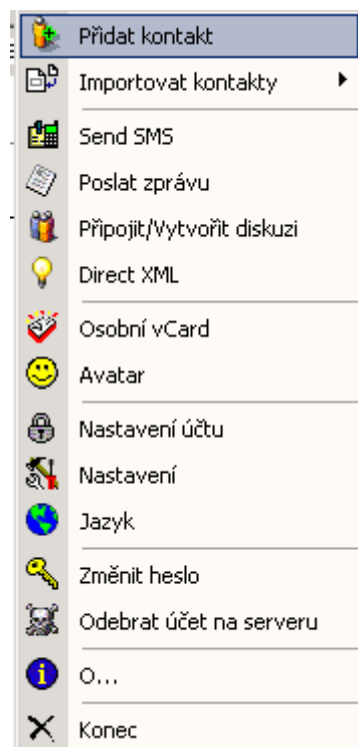 Přidat kontakt
Importovat kontakty
Send SMS
Poslat zprávu
Připojit/Vytvořit diskuzi
Direct XML
Osobní vCard
Avatar
Nastavení účtu
Nastavení
Jazyk
Změnit heslo
Odebrat účet na serveru
O...
Konec